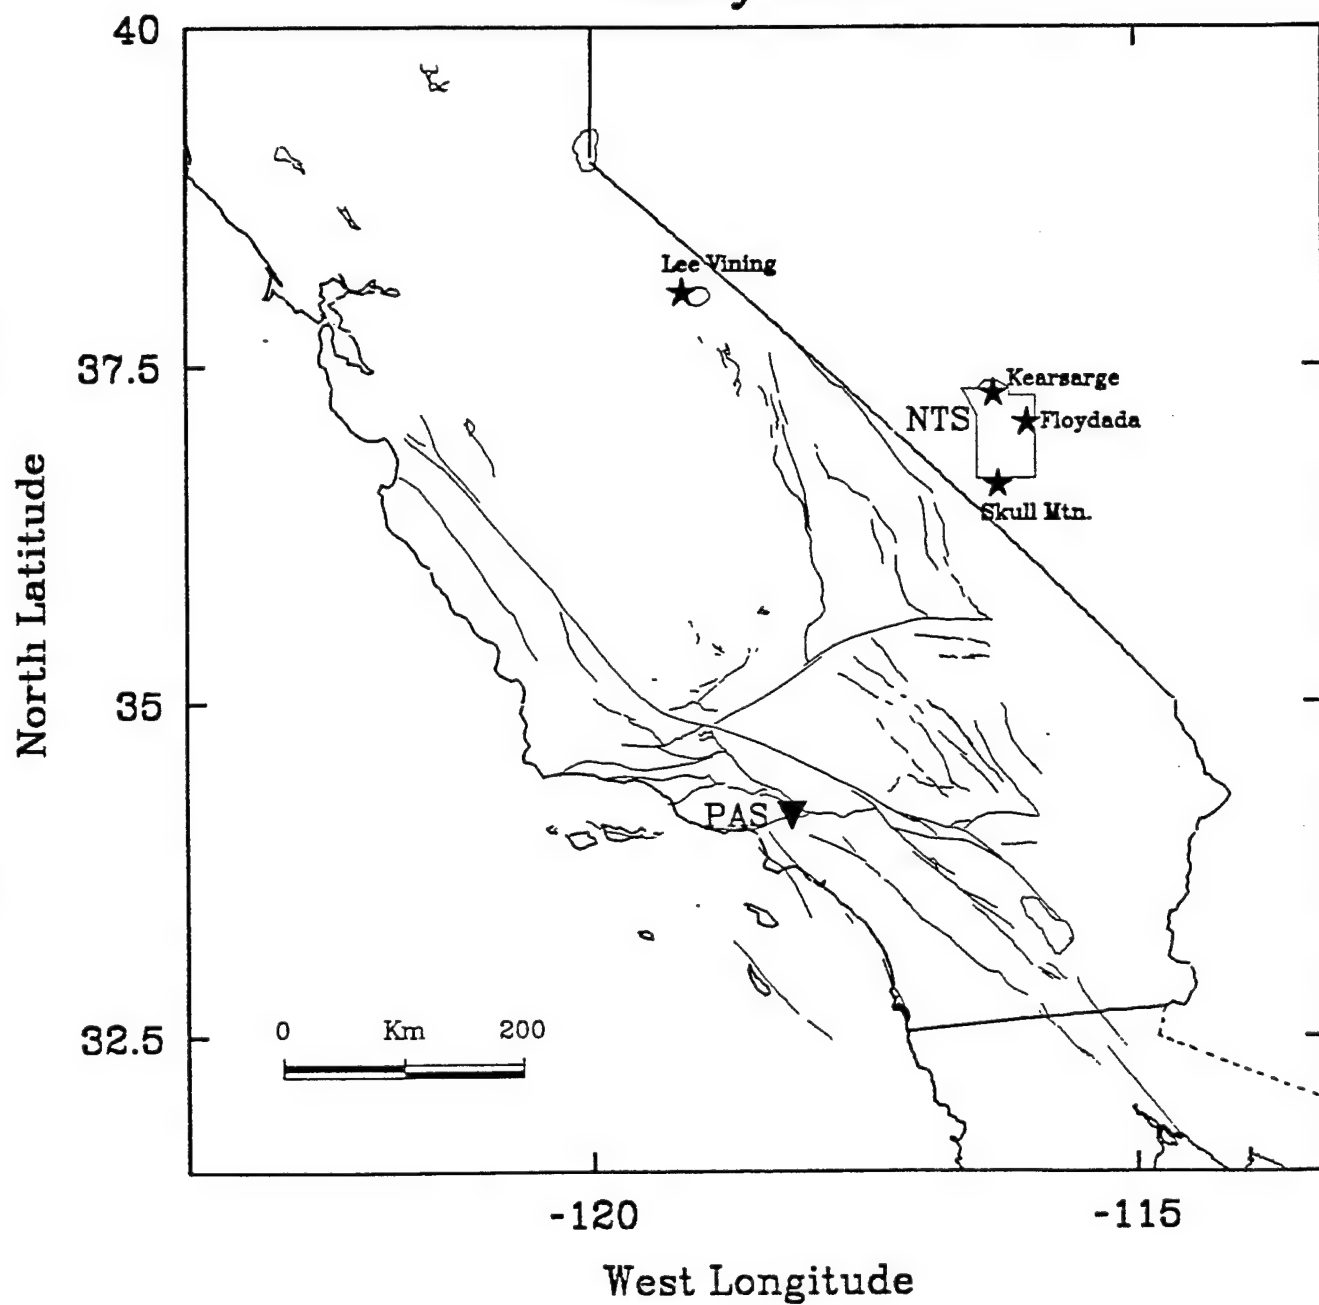 40
Lee Vining
37.5
Kearsarge
NTS
Floydada
Skull Mtn.
North Latitude
35
PAS
0 Km 200
32.5
-120
-115
West Longitude